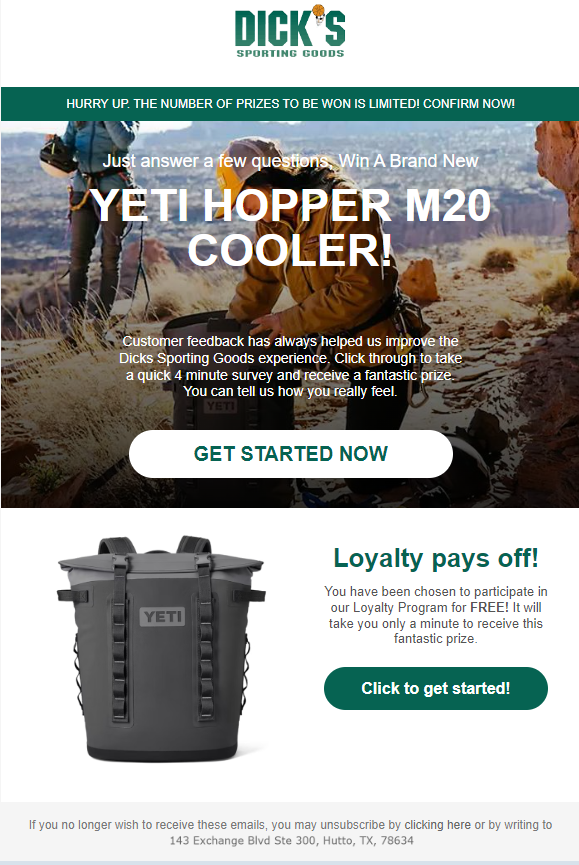 DICK'S
SPORTING GOODS
HURRY UP. THE NUMBER OF PRIZES TO BE WON IS LIMITED! CONFIRM NOW!
Just answer a few questions. Win A Brand New
YETI HOPPER M20
COOLER!
Customer feedback has always helped us improve the
Dicks Sporting Goods experience. Click through to take
a quick 4 minute survey and receive a fantastic prize.
You can tell us how you really feel.
YETI
GET STARTED NOW
YETI
Loyalty pays off!
You have been chosen to participate in
our Loyalty Program for FREE! It will
take you only a minute to receive this
fantastic prize.
Click to get started!
If you no longer wish to receive these emails, you may unsubscribe by clicking here or by writing to
143 Exchange Blvd Ste 300, Hutto, TX, 78634